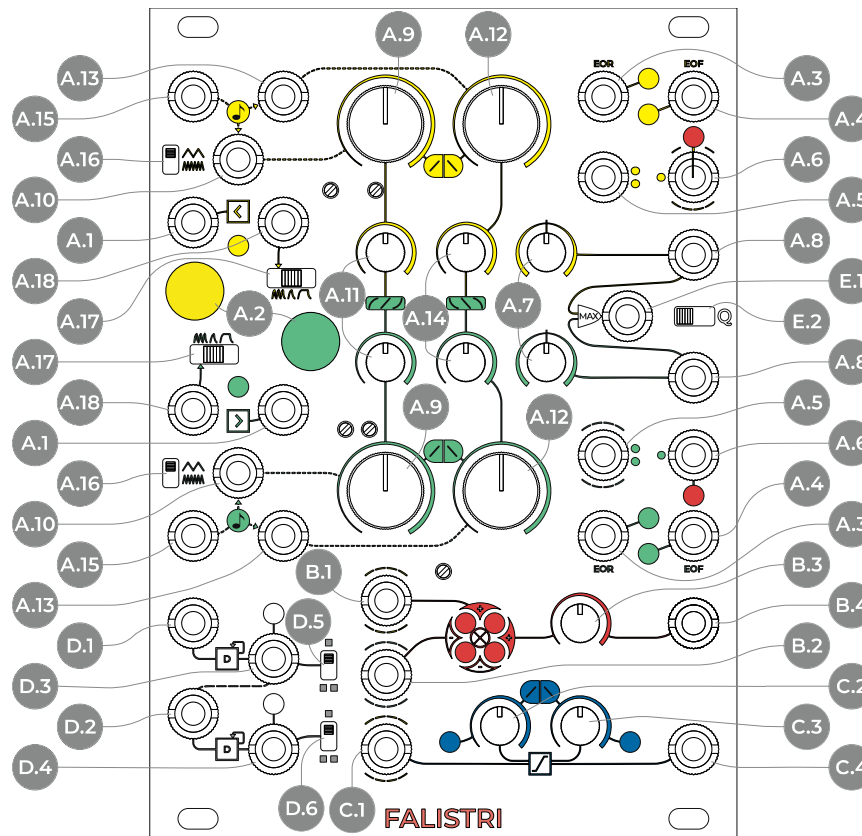 A.9
A.12
A.13
EOR
EOF
A.3
A.15
A.4
A.16
A.6
A.10
A.5
A.1
A.8
A.18
A.11
A.7
E.1
A.17
A.2
A.14
MAX
Q
E.2
A.17
A.8
A.18
A.9
A.12
A.5
A.1
A.6
A.16
A.4
A.10
A.15
A.3
EOR
EOF
A.13
B.1
B.3
D.1
D.5
B.4
+
+
D
-
-
D.3
B.2
D.2
C.2
D
C.3
D.4
C.4
D.6
C.1
FALISTRI